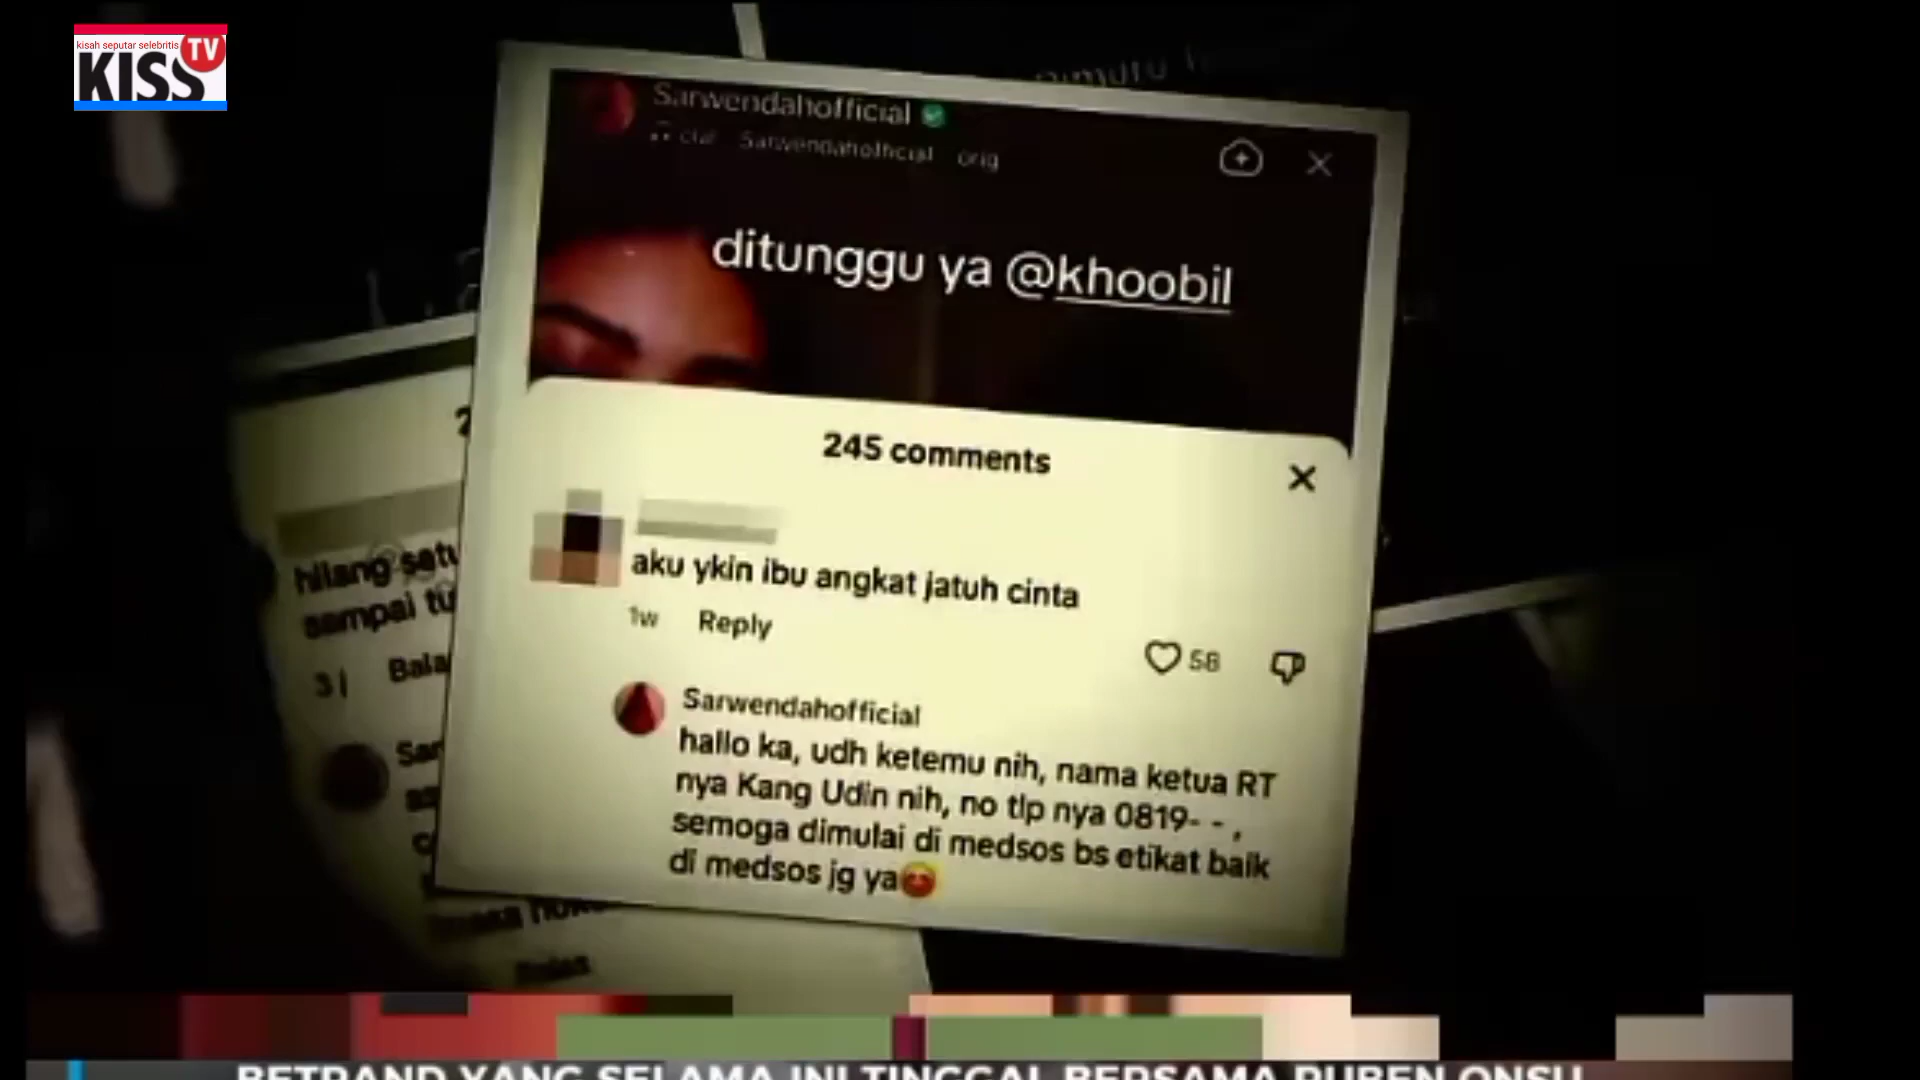 kisah seputar selebritis
KISS TV
Sarwendahofficial
Sarwendahofficial orig
ditunggu ya @khoobil
245 comments
aku ykin ibu angkat jatuh cinta
1w Reply
58
Sarwendahofficial
hallo ka, udh ketemu nih, nama ketua RT
nya Kang Udin nih, no tlp nya 0819- - ,
semoga dimulai di medsos bs etikat baik
di medsos jg ya😍
hilang satu
sampai tu
3 j Bala
Sar
BETRAND YANG SELAMA INI TINGGAL BERSAMA RUBEN ONSU